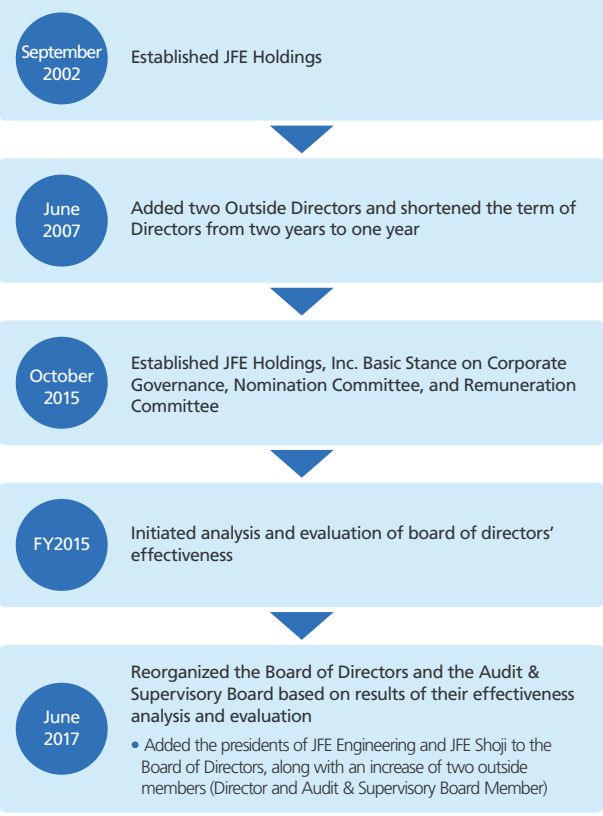 September
2002
Established JFE Holdings
June
2007
Added two Outside Directors and shortened the term of
Directors from two years to one year
October
2015
Established JFE Holdings, Inc. Basic Stance on Corporate
Governance, Nomination Committee, and Remuneration
Committee
FY2015
Initiated analysis and evaluation of board of directors’
effectiveness
June
2017
Reorganized the Board of Directors and the Audit &
Supervisory Board based on results of their effectiveness
analysis and evaluation
• Added the presidents of JFE Engineering and JFE Shoji to the
Board of Directors, along with an increase of two outside
members (Director and Audit & Supervisory Board Member)